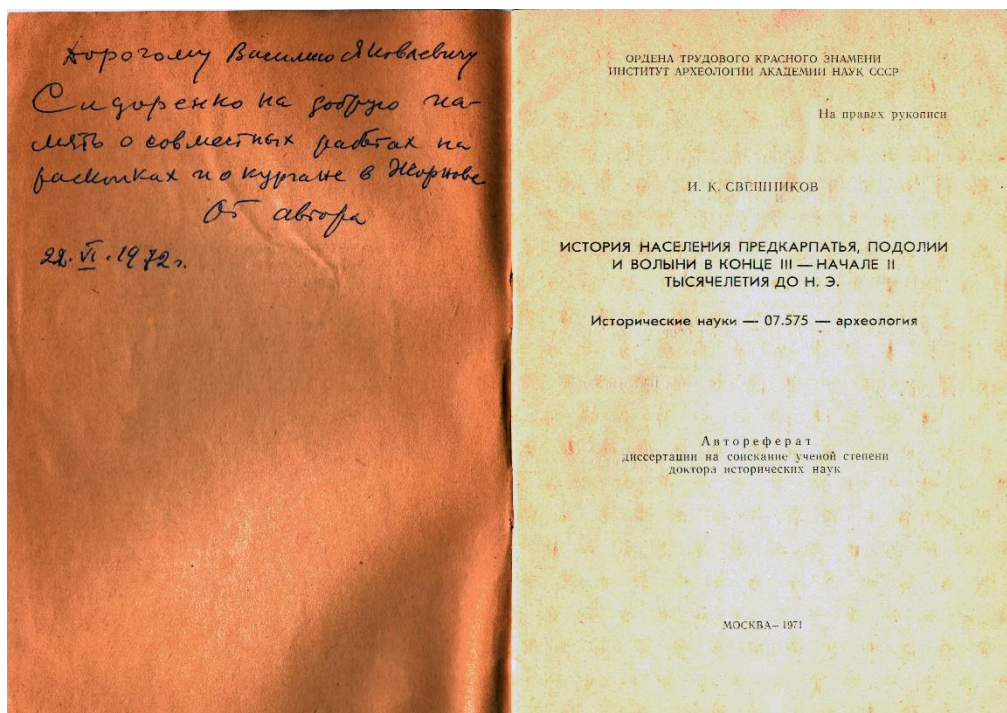 Дорогому Василию Яковлевичу
Сидоренко на добрую па-
мять о совместных работах на
раскопках по кургане в Жорнове
От автора
22.VI.1972г.
ОРДЕНА ТРУДОВОГО КРАСНОГО ЗНАМЕНИ
ИНСТИТУТ АРХЕОЛОГИИ АКАДЕМИИ НАУК СССР
На правах рукописи
И. К. СВЕШНИКОВ
ИСТОРИЯ НАСЕЛЕНИЯ ПРЕДКАРПАТЬЯ, ПОДОЛИИ
И ВОЛЫНИ В КОНЦЕ III — НАЧАЛЕ II
ТЫСЯЧЕЛЕТИЯ ДО Н. Э.
Исторические науки — 07.575 — археология
Автореферат
диссертации на соискание ученой степени
доктора исторических наук
МОСКВА–1971